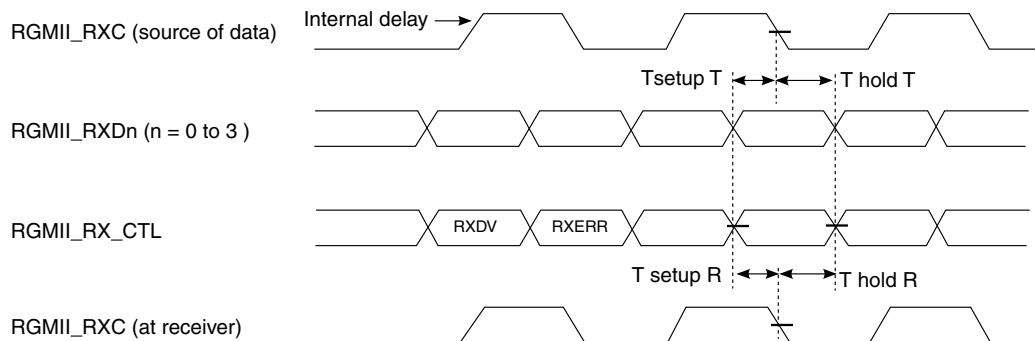 Internal delay
RGMII_RXC (source of data)
Tsetup T
T hold T
RGMII_RXDn (n = 0 to 3 )
RGMII_RX_CTL
RXDV
RXERR
T setup R
T hold R
RGMII_RXC (at receiver)